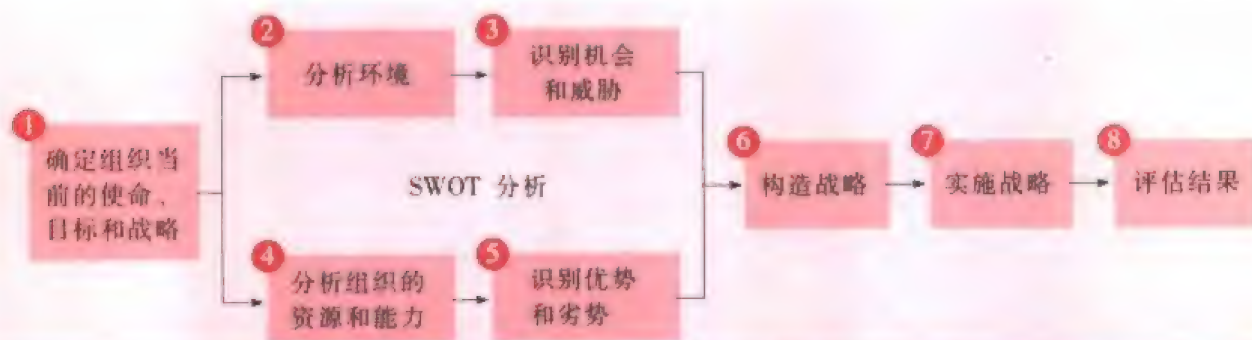 1
确定组织当
前的使命、
目标和战略
2
分析环境
3
识别机会
和威胁
SWOT 分析
4
分析组织的
资源和能力
5
识别优势
和劣势
6
构造战略
7
实施战略
8
评估结果